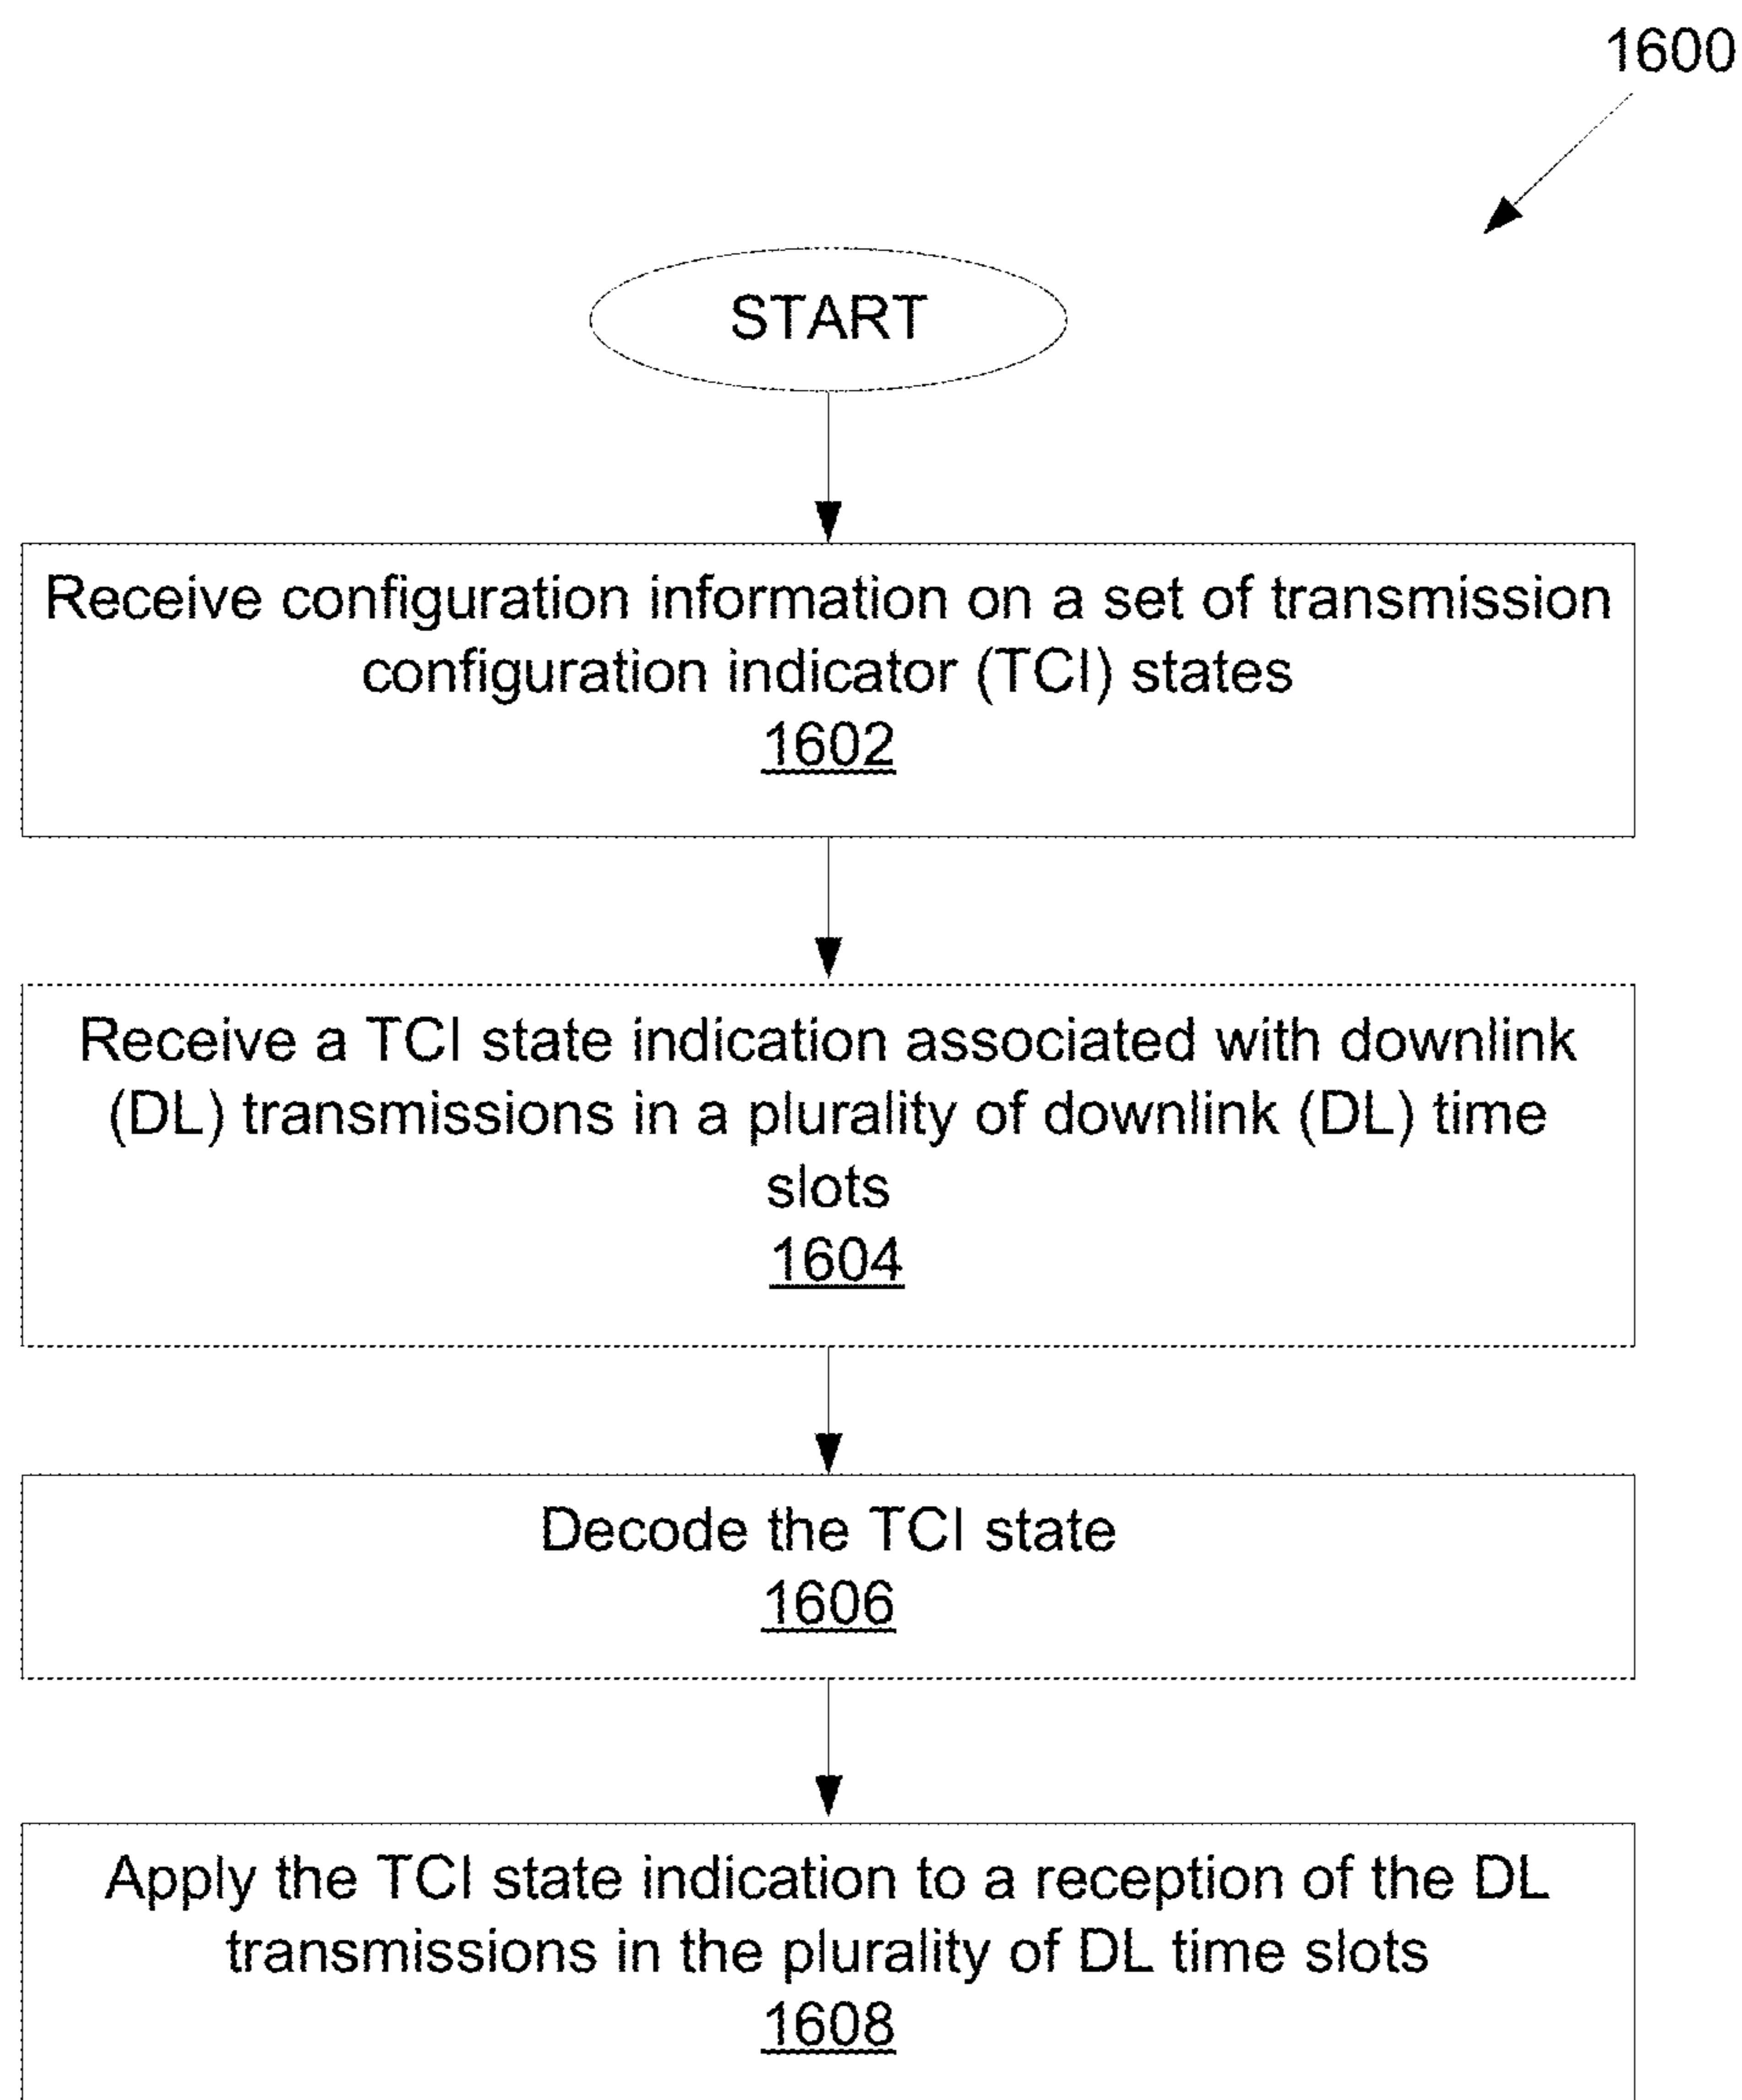 1600
START
Receive configuration information on a set of transmission
configuration indicator (TCI) states
1602
Receive a TCI state indication associated with downlink
(DL) transmissions in a plurality of downlink (DL) time
slots
1604
Decode the TCI state
1606
Apply the TCI state indication to a reception of the DL
transmissions in the plurality of DL time slots
1608